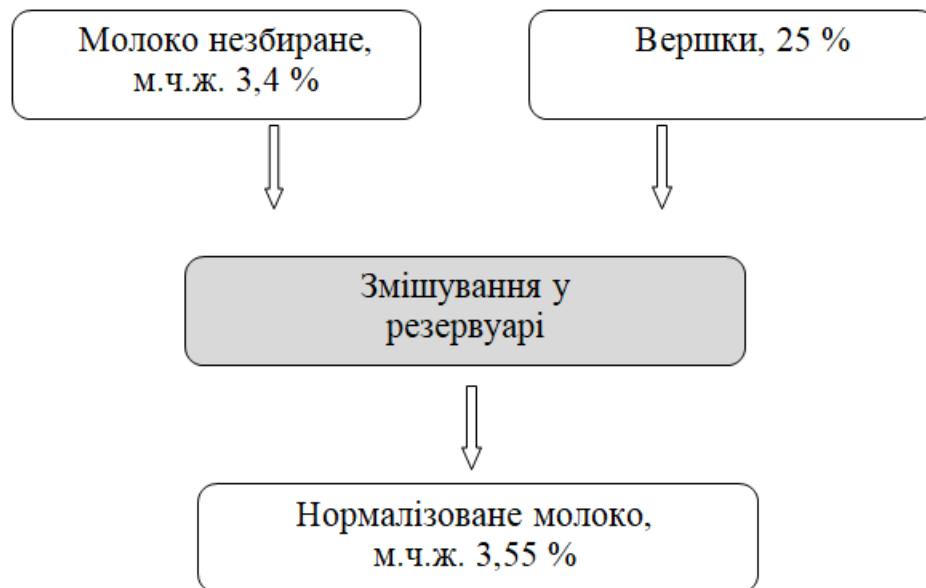 Молоко незбиране,
м.ч.ж. 3,4 %
Вершки, 25 %
Змішування у
резервуарі
Нормалізоване молоко,
м.ч.ж. 3,55 %